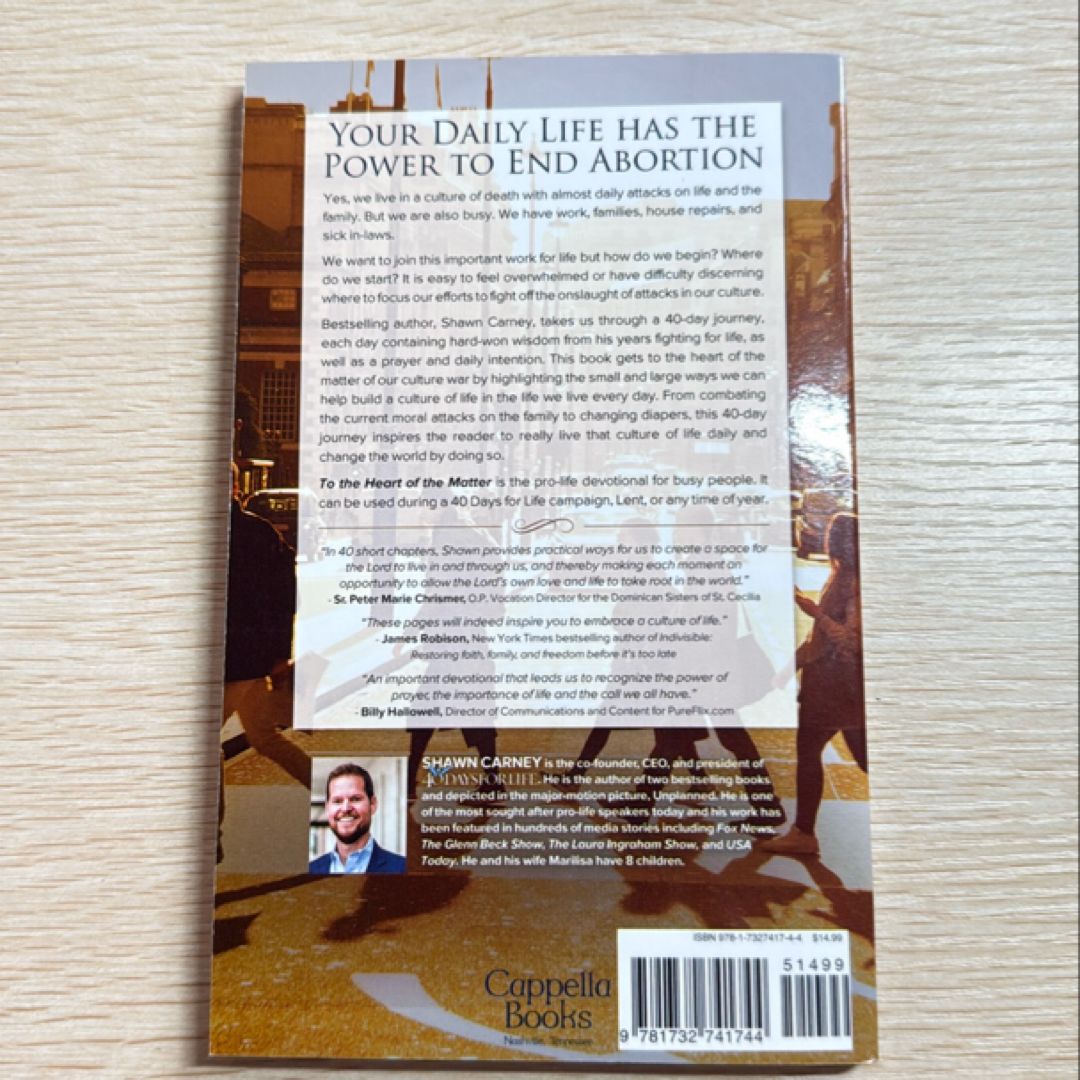 YOUR DAILY LIFE HAS THE
POWER TO END ABORTION
Yes, we live in a culture of death with almost daily attacks on life and the
family. But we are also busy. We have work, families, house repairs, and
sick in-laws.
We want to join this important work for life but how do we begin? Where
do we start? It is easy to feel overwhelmed or have difficulty discerning
where to focus our efforts to fight off the onslaught of attacks in our culture.
Bestselling author, Shawn Carney, takes us through a 40-day journey,
each day containing hard-won wisdom from his years fighting for life, as
well as a prayer and daily intention. This book gets to the heart of the
matter of our culture war by highlighting the small and large ways we can
help build a culture of life in the life we live every day. From combating
the current moral attacks on the family to changing diapers, this 40-day
journey inspires the reader to really live that culture of life daily and
change the world by doing so.
To the Heart of the Matter is the pro-life devotional for busy people. It
can be used during a 40 Days for Life campaign, Lent, or any time of year.
"In 40 short chapters, Shawn provides practical ways for us to create a space for
the Lord to live in and through us, and thereby making each moment an
opportunity to allow the Lord's own love and life to take root in the world."
- Sr. Peter Marie Chrismer, O.P. Vocation Director for the Dominican Sisters of St. Cecilia
"These pages will indeed inspire you to embrace a culture of life."
- James Robison, New York Times bestselling author of Indivisible:
Restoring faith, family, and freedom before it's too late
"An important devotional that leads us to recognize the power of
prayer, the importance of life and the call we all have."
- Billy Hallowell, Director of Communications and Content for PureFlix.com
SHAWN CARNEY is the co-founder, CEO, and president of
40 DAYS FOR LIFE. He is the author of two bestselling books
and depicted in the major-motion picture, Unplanned. He is one
of the most sought after pro-life speakers today and his work has
been featured in hundreds of media stories including Fox News,
The Glenn Beck Show, The Laura Ingraham Show, and USA
Today. He and his wife Marilisa have 8 children.
ISBN 978-1-7327417-4-4 $14.99
51499
9 781732 741744
Cappella
Books
Nashville, Tennessee